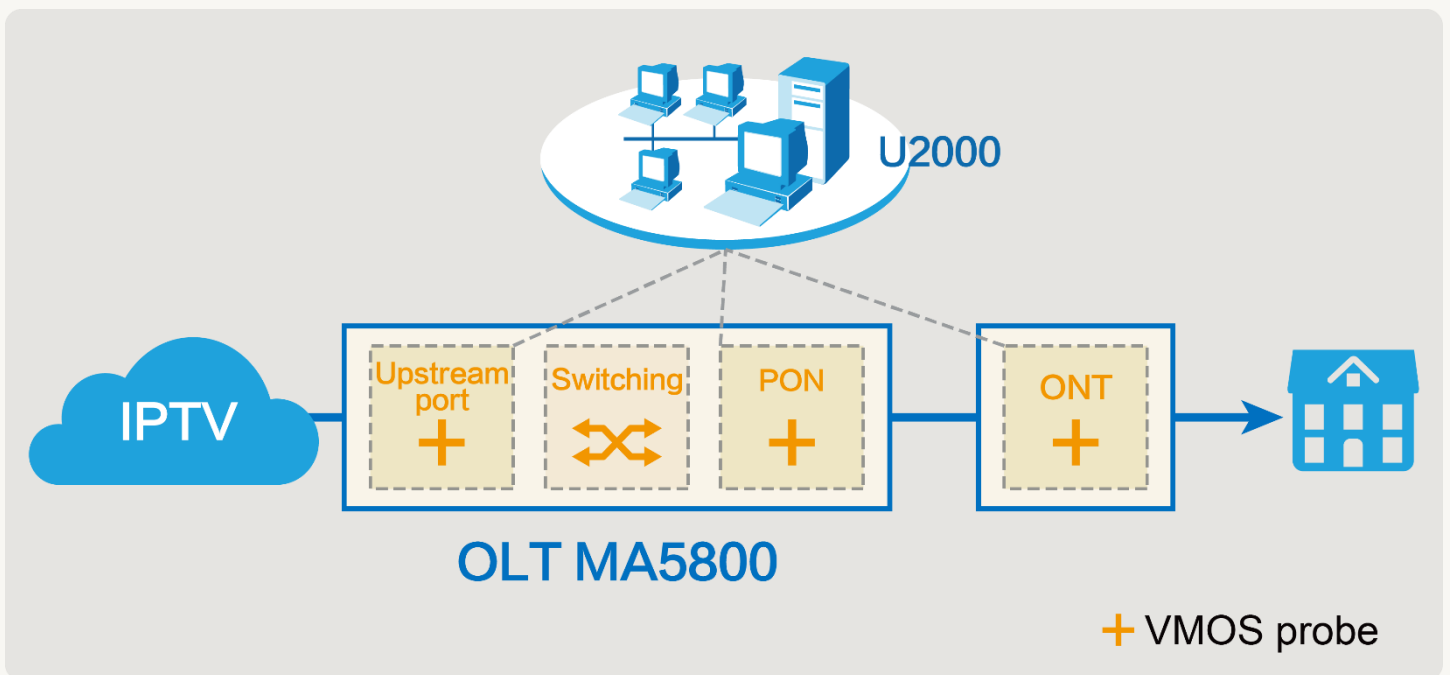 U2000
IPTV
Upstream
port
Switching
PON
ONT
OLT MA5800
VMOS probe